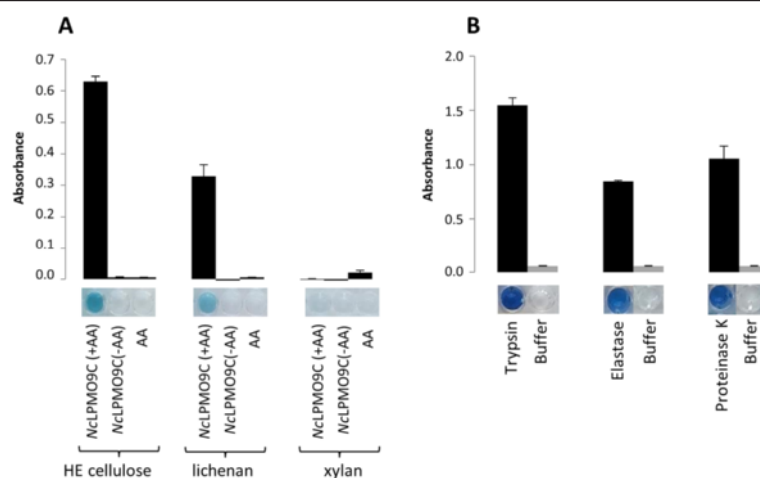 A
Absorbance
0.7
0.6
0.5
0.4
0.3
0.2
0.1
0.0
NcLPMO9C (+AA)
NcLPMO9C(-AA)
AA
NcLPMO9C (+AA)
NcLPMO9C(-AA)
AA
NcLPMO9C (+AA)
NcLPMO9C(-AA)
AA
HE cellulose
lichenan
xylan
B
Absorbance
2.0
1.5
1.0
0.5
0.0
Trypsin
Buffer
Elastase
Buffer
Proteinase K
Buffer